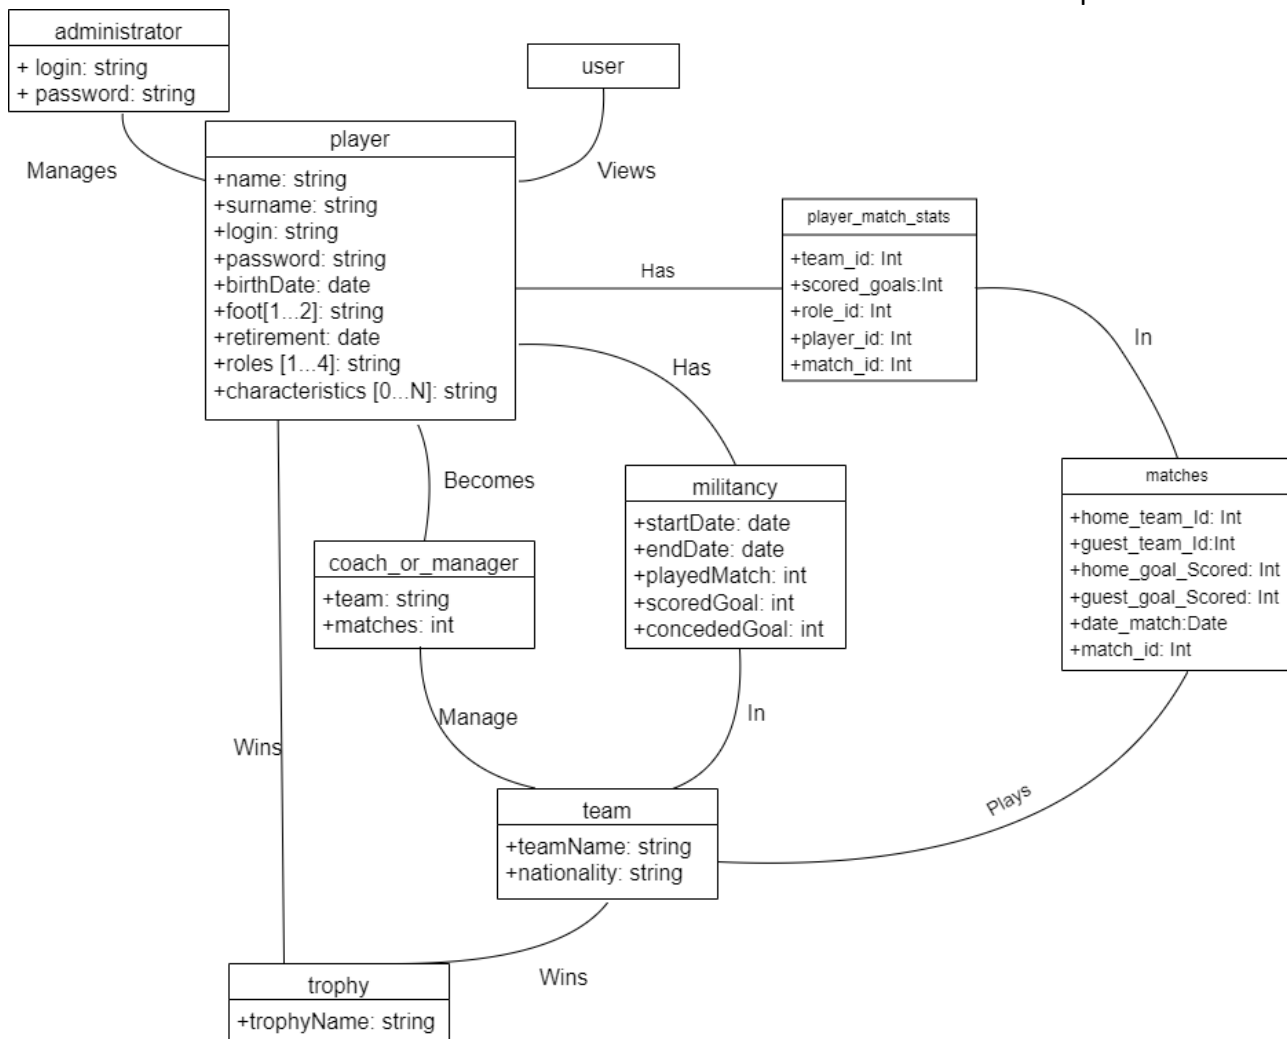 administrator
+ login: string
+ password: string
user
Manages
player
+name: string
+surname: string
+login: string
+password: string
+birthDate: date
+foot[1...2]: string
+retirement: date
+roles [1...4]: string
+characteristics [0...N]: string
Views
player_match_stats
+team_id: Int
+scored_goals:Int
+role_id: Int
+player_id: Int
+match_id: Int
Has
In
Has
Becomes
militancy
+startDate: date
+endDate: date
+playedMatch: int
+scoredGoal: int
+concededGoal: int
matches
+home_team_Id: Int
+guest_team_Id:Int
+home_goal_Scored: Int
+guest_goal_Scored: Int
+date_match:Date
+match_id: Int
coach_or_manager
+team: string
+matches: int
Manage
In
Wins
Plays
team
+teamName: string
+nationality: string
Wins
trophy
+trophyName: string